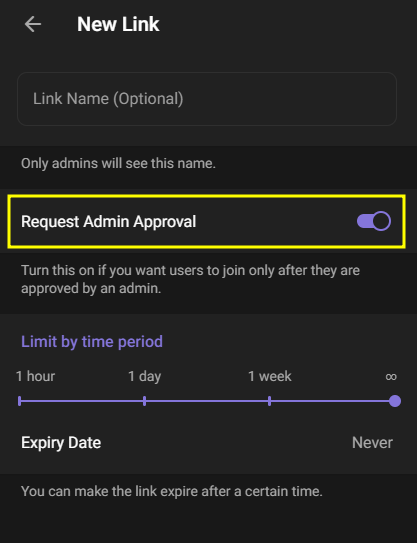 New Link
Link Name (Optional)
Only admins will see this name.
Request Admin Approval
Turn this on if you want users to join only after they are
approved by an admin.
Limit by time period
1 hour 1 day 1 week ∞
Expiry Date Never
You can make the link expire after a certain time.